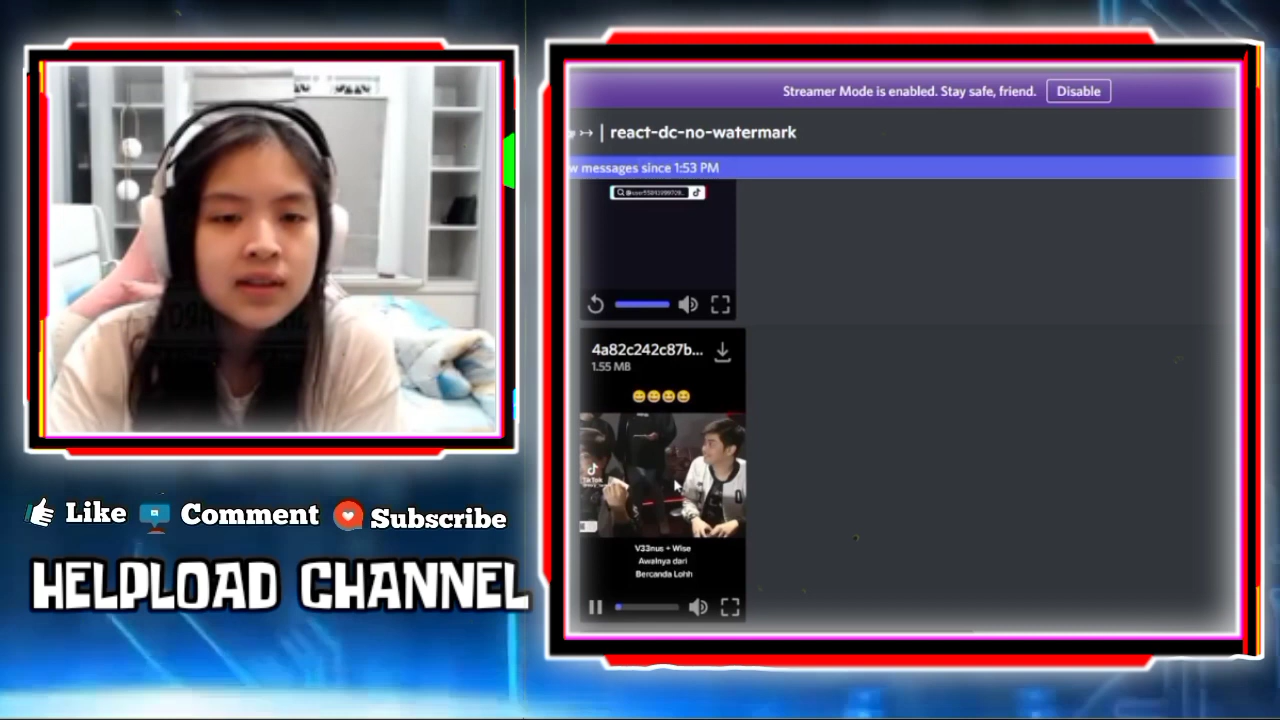 Streamer Mode is enabled. Stay safe, friend.
Disable
react-dc-no-watermark
w messages since 1:53 PM
4a82c242c87b...
1.55 MB
😄😄😄😄
TikTok
V33nus + Wise
Awalnya dari
Bercanda Lohh
Like
Comment
Subscribe
HELPLOAD CHANNEL